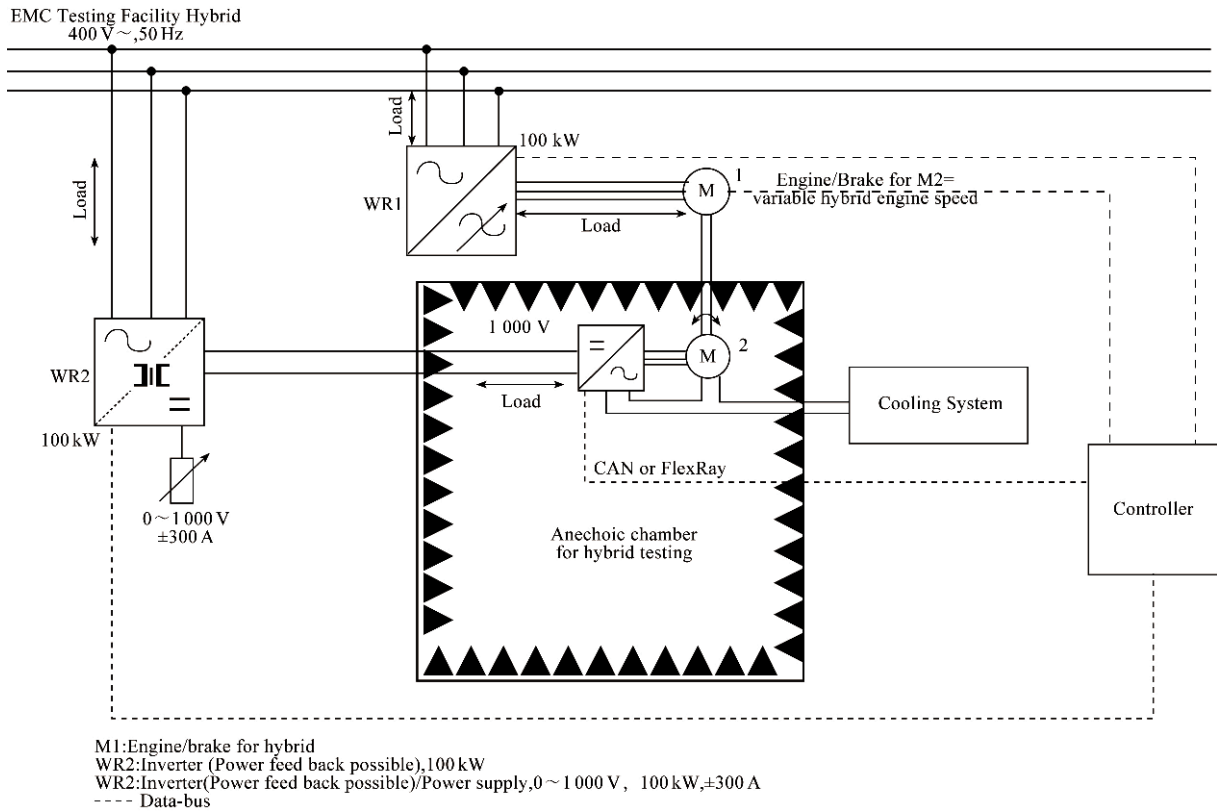 EMC Testing Facility Hybrid
400 V～,50 Hz
Load
100 kW
Load
WR1
M
1
Engine/Brake for M2=
variable hybrid engine speed
Load
1 000 V
M
2
WR2
Load
Cooling System
100 kW
CAN or FlexRay
0～1 000 V
±300 A
Anechoic chamber
for hybrid testing
Controller
M1:Engine/brake for hybrid
WR2:Inverter (Power feed back possible),100 kW
WR2:Inverter(Power feed back possible)/Power supply,0～1 000 V，100 kW,±300 A
---- Data-bus